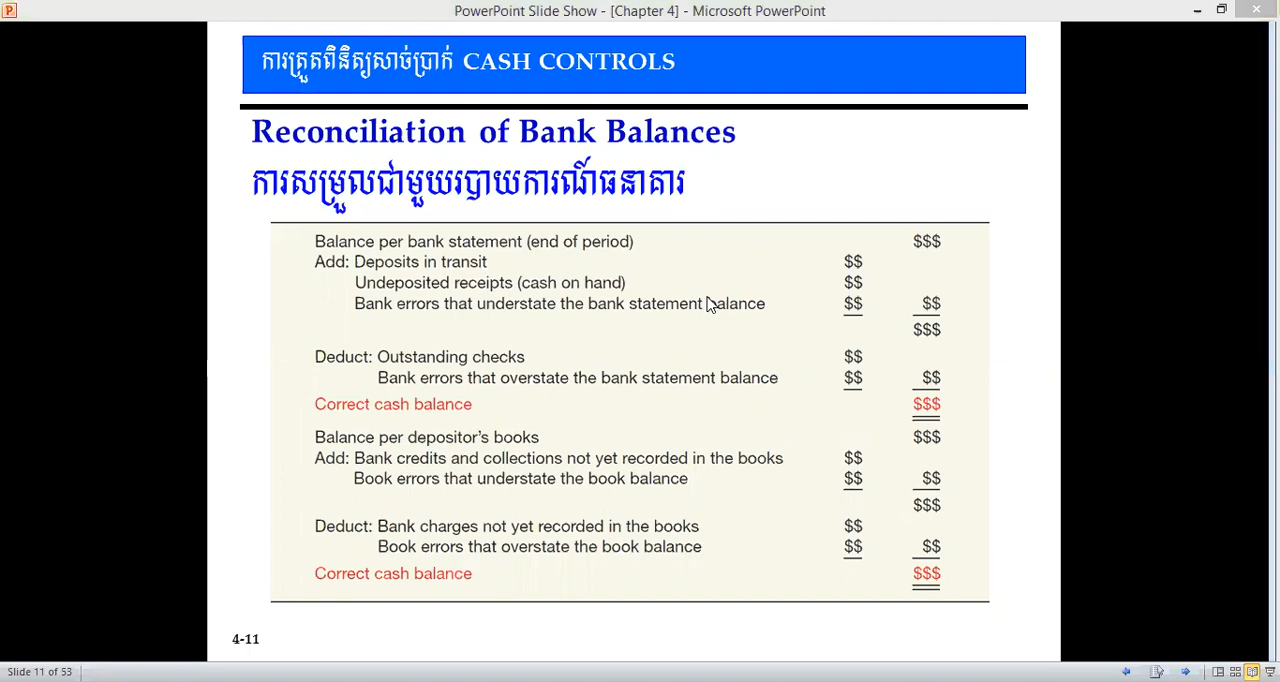 PowerPoint Slide Show - [Chapter 4] - Microsoft PowerPoint
ការត្រួតពិនិត្យសាច់ប្រាក់ CASH CONTROLS
Reconciliation of Bank Balances
ការសម្រួលជាមួយរបាយការណ៍ធនាគារ
Balance per bank statement (end of period) $$$
Add: Deposits in transit $$
Undeposited receipts (cash on hand) $$
Bank errors that understate the bank statement balance $$ $$
$$$
Deduct: Outstanding checks $$
Bank errors that overstate the bank statement balance $$ $$
Correct cash balance $$$
Balance per depositor's books $$$
Add: Bank credits and collections not yet recorded in the books $$
Book errors that understate the book balance $$ $$
$$$
Deduct: Bank charges not yet recorded in the books $$
Book errors that overstate the book balance $$ $$
Correct cash balance $$$
4-11
Slide 11 of 53